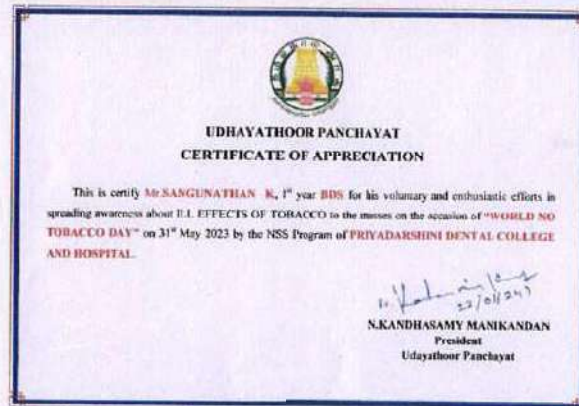 UDHAYATHOOR PANCHAYAT
CERTIFICATE OF APPRECIATION
This is certify Mr.SANGUNATHAN K, 1st year BDS for his voluntary and enthusiastic efforts in
spreading awareness about ILL EFFECTS OF TOBACCO to the masses on the occasion of "WORLD NO
TOBACCO DAY" on 31st May 2023 by the NSS Program of PRIYADARSHINI DENTAL COLLEGE
AND HOSPITAL.
N.KANDHASAMY MANIKANDAN
President
Udayathoor Panchayat